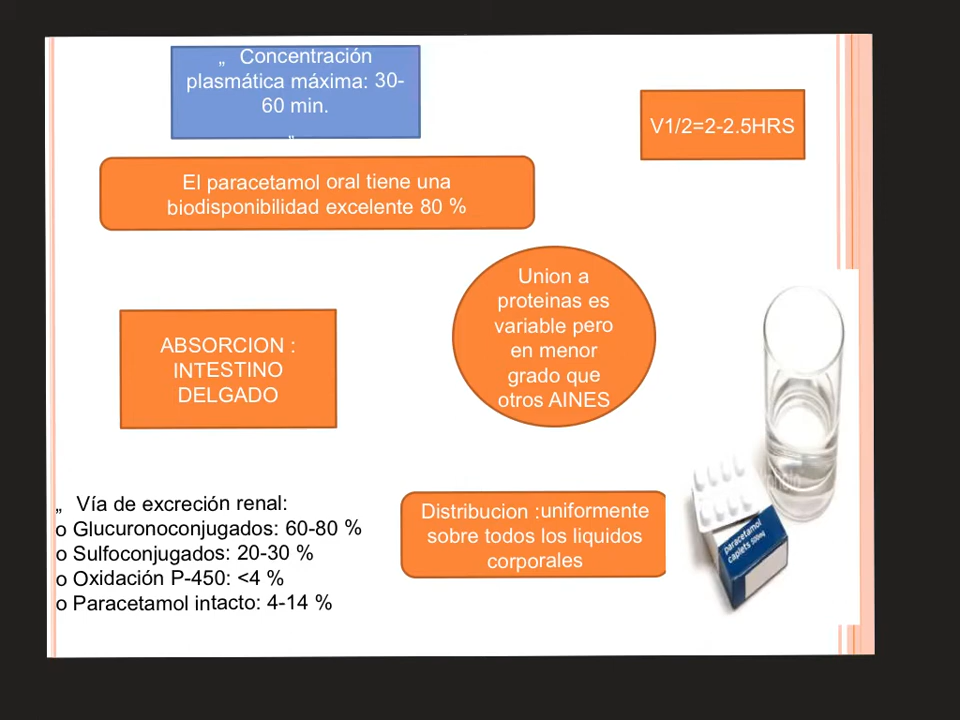 „ Concentración
plasmática máxima: 30-
60 min.
„
V1/2=2-2.5HRS
El paracetamol oral tiene una
biodisponibilidad excelente 80 %
Union a
proteinas es
variable pero
en menor
grado que
otros AINES
ABSORCION :
INTESTINO
DELGADO
„ Vía de excreción renal:
o Glucuronoconjugados: 60-80 %
o Sulfoconjugados: 20-30 %
o Oxidación P-450: <4 %
o Paracetamol intacto: 4-14 %
Distribucion :uniformente
sobre todos los liquidos
corporales
paracetamol
caplets 500mg